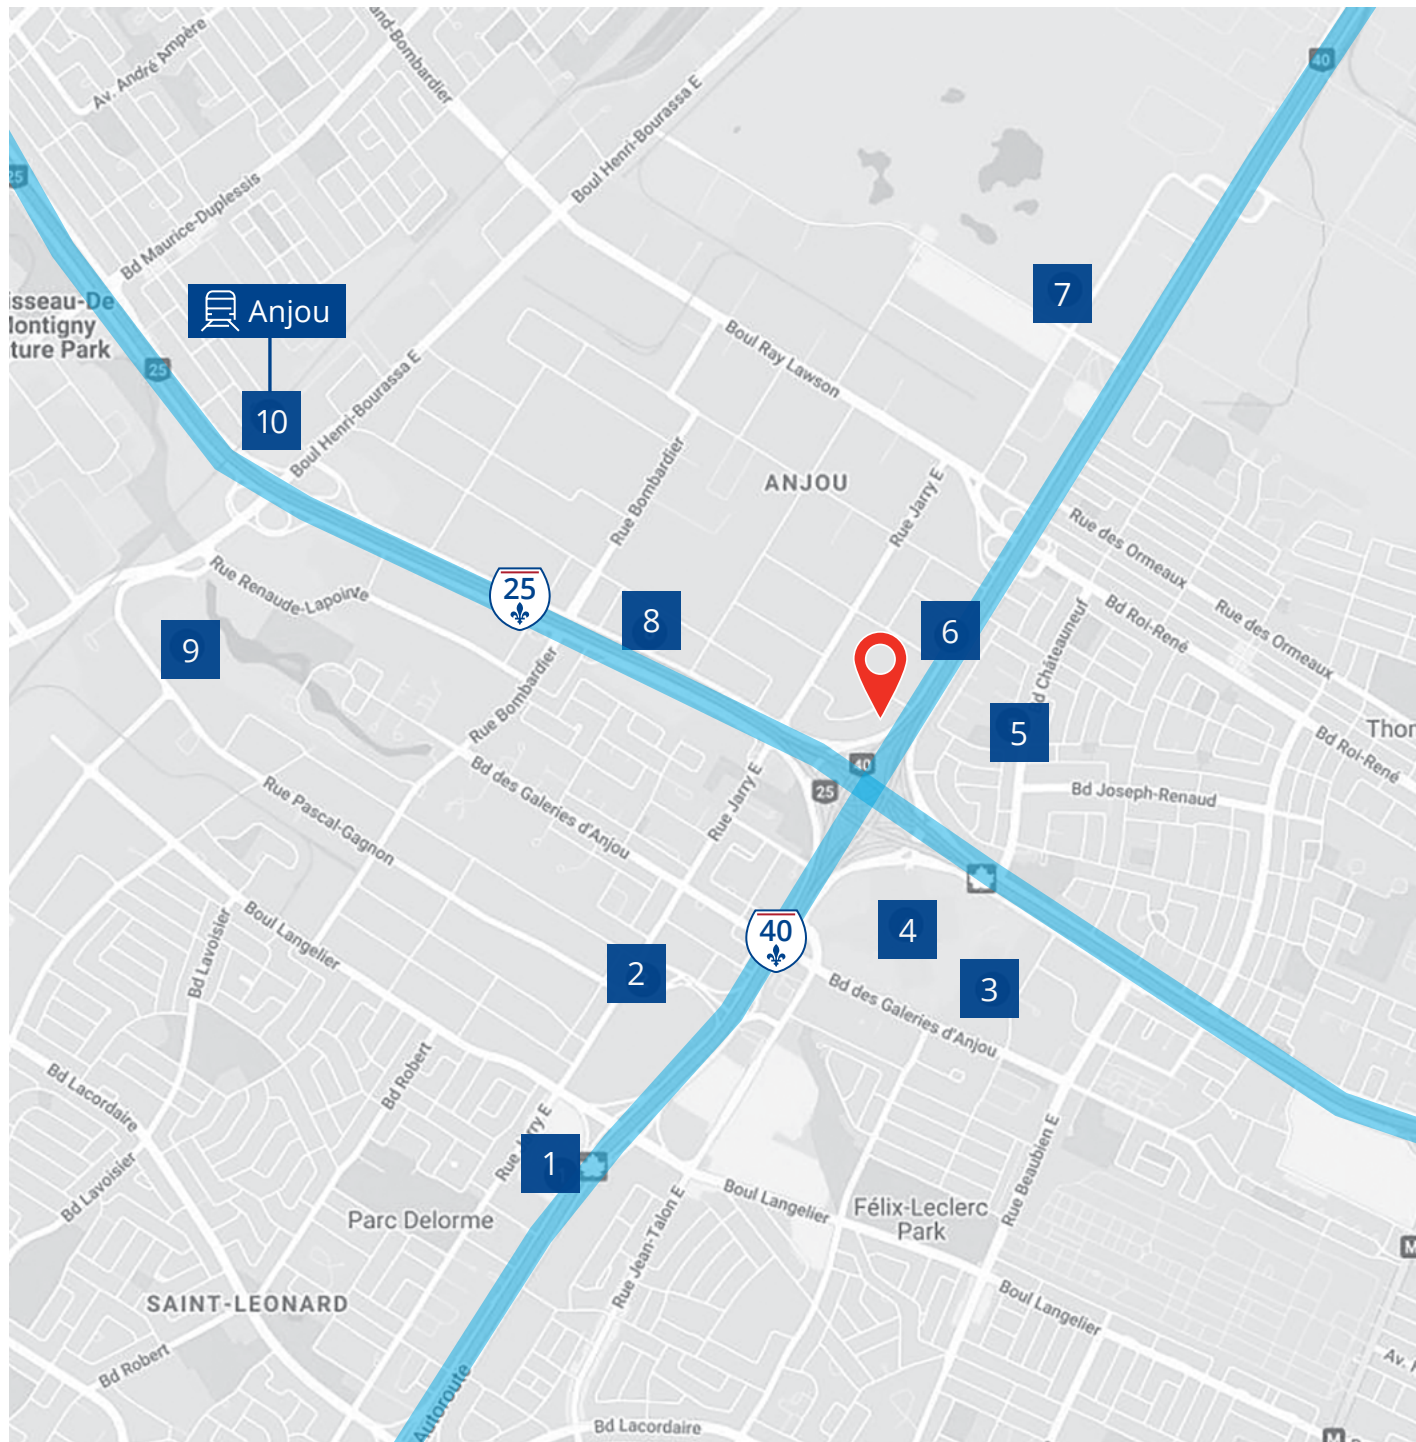 Av. André Ampère
and-Bombardier
Boul Henri-Bourassa E
40
25
Bd Maurice-Duplessis
isseau-De
Montigny
ture Park
Anjou
7
25
10
Boul Henri-Bourassa E
Boul Ray Lawson
Rue Bombardier
ANJOU
Rue Jarry E
Rue des Ormeaux
Rue Renaude-Lapointe
25
8
6
Bd Roi-René
Rue des Ormeaux
9
Rue Bombardier
5
d Châteauneuf
Thor
Bd Roi-René
Bd des Galeries d'Anjou
Rue Jarry E
40
25
Bd Joseph-Renaud
Rue Pascal-Gagnon
Boul Langelier
Bd Lavoisier
40
4
2
3
Bd des Galeries d'Anjou
Bd Robert
Bd Lacordaire
Rue Jarry E
1
Bd Lavoisier
Rue Beaubien E
Parc Delorme
Boul Langelier
Rue Jean-Talon E
Félix-Leclerc
Park
M
SAINT-LEONARD
Boul Langelier
Bd Robert
Autoroute
Av.
Bd Lacordaire
M